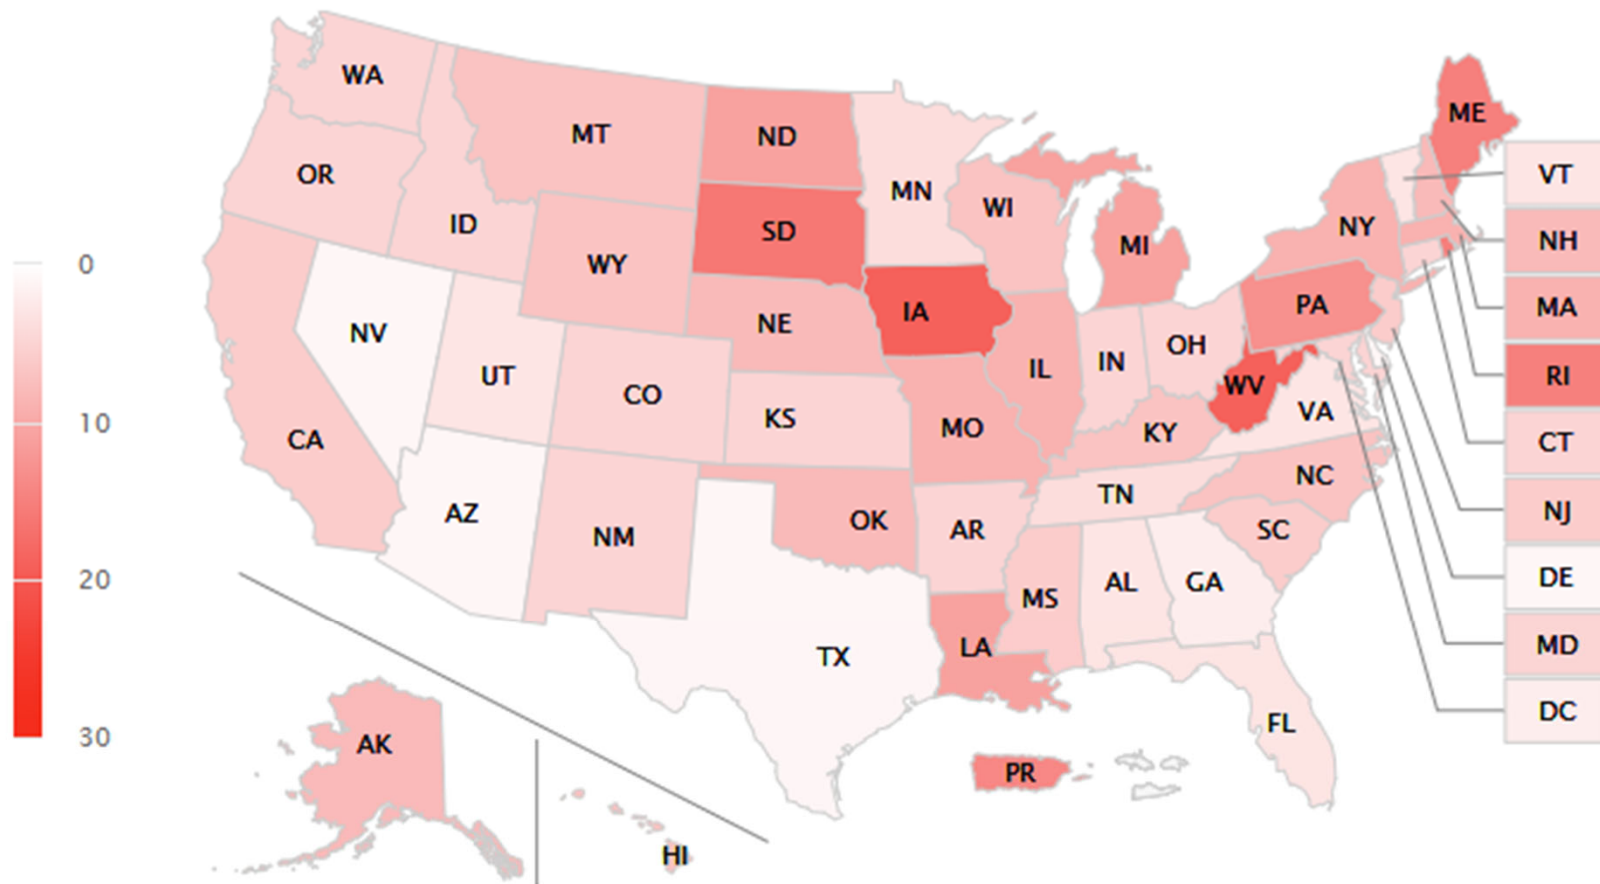 WA
ME
MT
ND
OR
VT
MN
WI
ID
SD
NY
NH
MI
0
WY
PA
MA
IA
NE
NV
OH
IN
IL
UT
RI
WV
CO
VA
10
KS
MO
KY
CT
CA
NC
TN
AZ
OK
NJ
AR
SC
NM
20
DE
AL
GA
MS
LA
MD
TX
DC
FL
30
AK
PR
HI